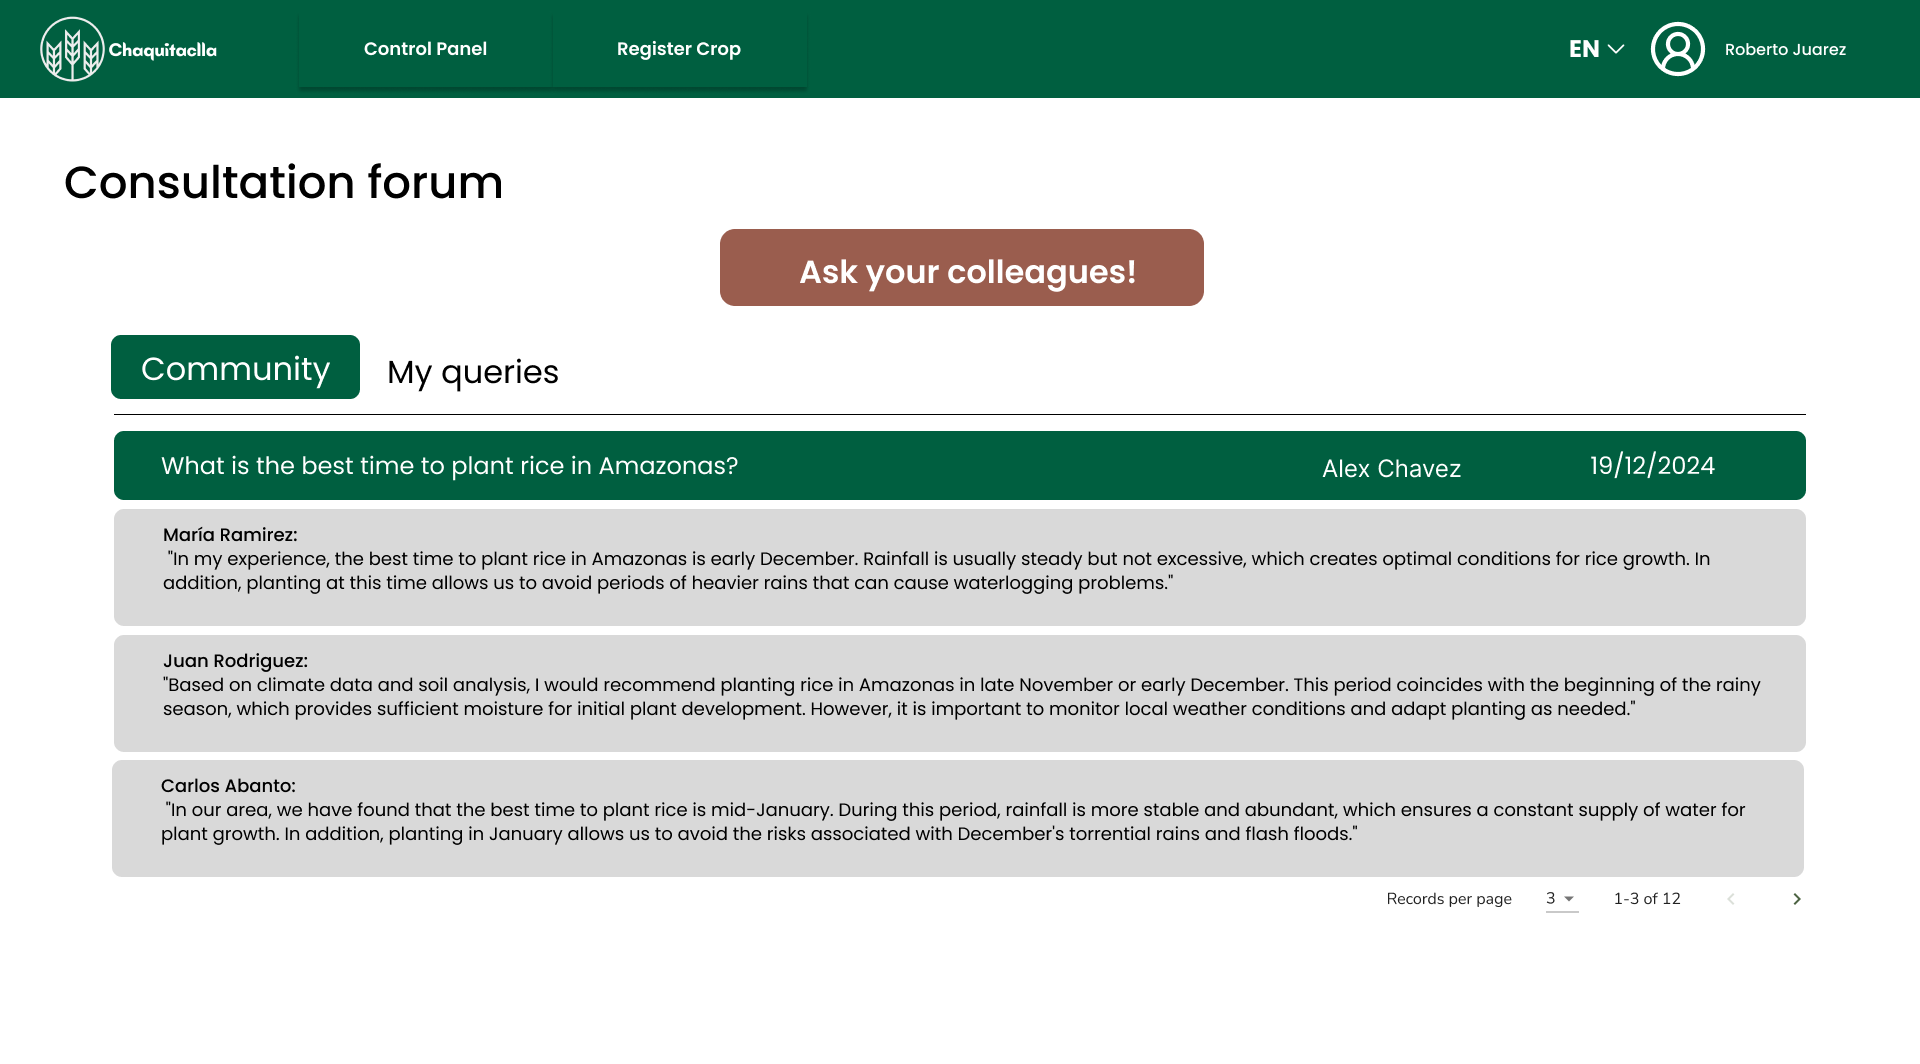 Chaquitaclla
Control Panel
Register Crop
EN
Roberto Juarez
Consultation forum
Ask your colleagues!
Community
My queries
What is the best time to plant rice in Amazonas?
Alex Chavez
19/12/2024
María Ramirez:
"In my experience, the best time to plant rice in Amazonas is early December. Rainfall is usually steady but not excessive, which creates optimal conditions for rice growth. In
addition, planting at this time allows us to avoid periods of heavier rains that can cause waterlogging problems."
Juan Rodriguez:
"Based on climate data and soil analysis, I would recommend planting rice in Amazonas in late November or early December. This period coincides with the beginning of the rainy
season, which provides sufficient moisture for initial plant development. However, it is important to monitor local weather conditions and adapt planting as needed."
Carlos Abanto:
"In our area, we have found that the best time to plant rice is mid-January. During this period, rainfall is more stable and abundant, which ensures a constant supply of water for
plant growth. In addition, planting in January allows us to avoid the risks associated with December's torrential rains and flash floods."
Records per page
3
1-3 of 12